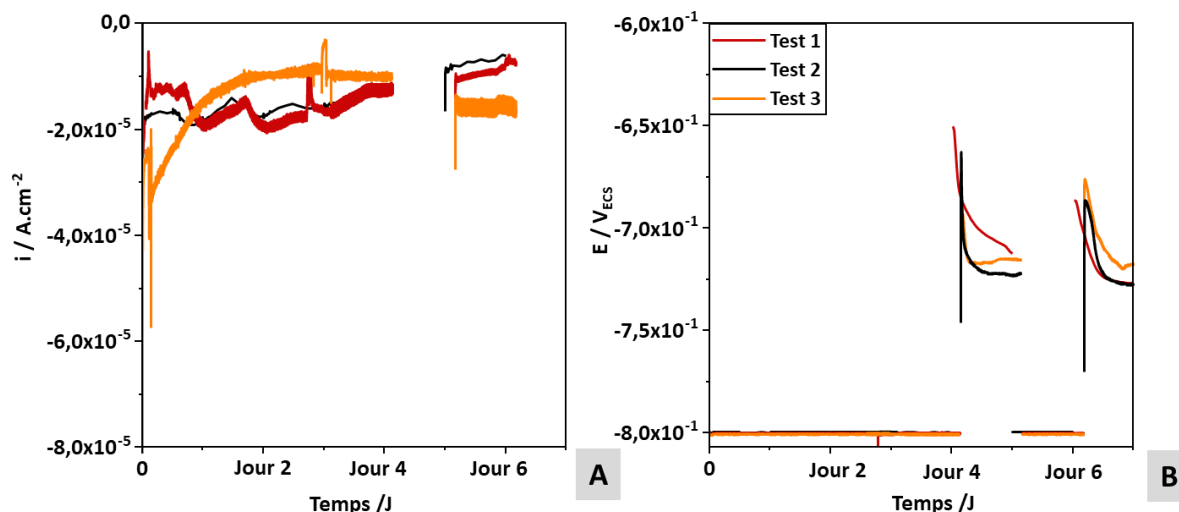 0,0
-2,0x10⁻⁵
-4,0x10⁻⁵
-6,0x10⁻⁵
-8,0x10⁻⁵
i / A.cm⁻²
0 Jour 2 Jour 4 Jour 6
Temps /J
A
-6,0x10⁻¹
-6,5x10⁻¹
-7,0x10⁻¹
-7,5x10⁻¹
-8,0x10⁻¹
E / V_ECS
Test 1
Test 2
Test 3
0 Jour 2 Jour 4 Jour 6
Temps /J
B